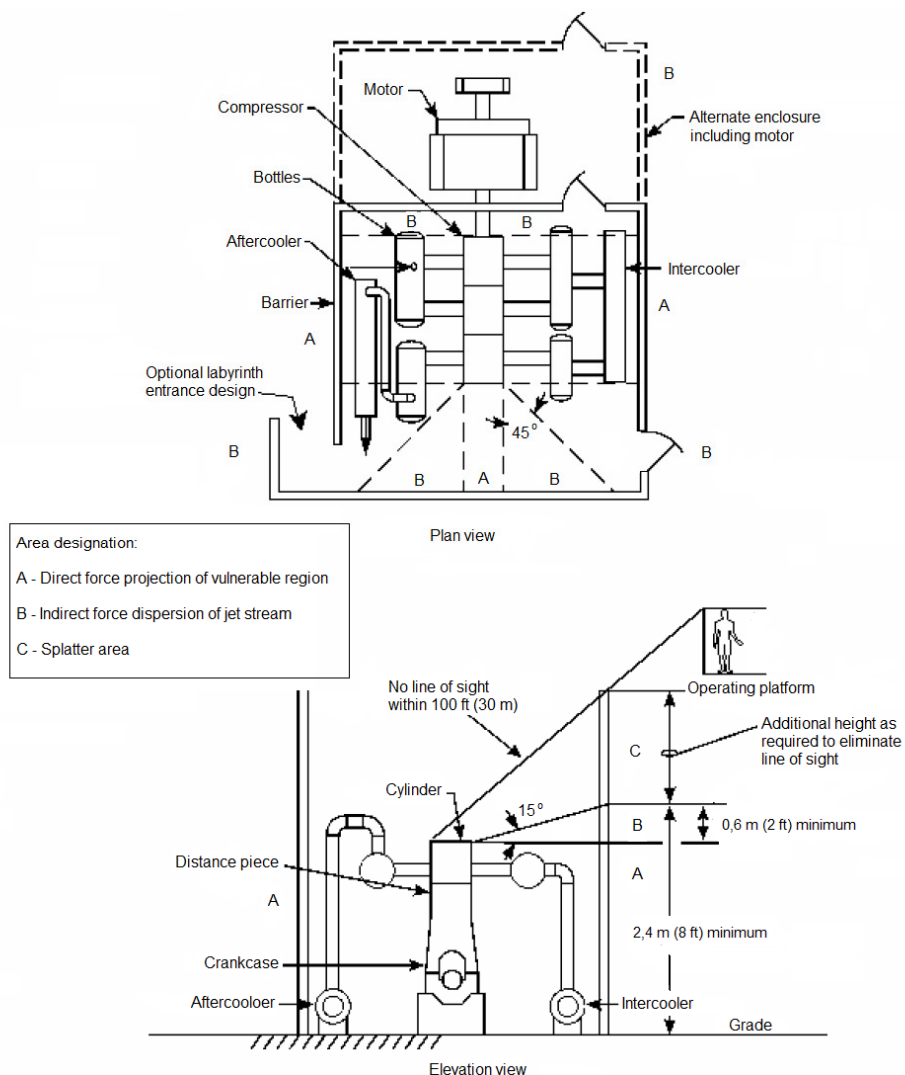 B
Motor
Compressor
Alternate enclosure
including motor
Bottles
B
B
Aftercooler
Intercooler
Barrier
A
A
Optional labyrinth
entrance design
45°
B
B
B
A
B
Plan view
Area designation:
A - Direct force projection of vulnerable region
B - Indirect force dispersion of jet stream
C - Splatter area
No line of sight
within 100 ft (30 m)
Operating platform
Additional height as
required to eliminate
line of sight
C
Cylinder
15°
B
0,6 m (2 ft) minimum
Distance piece
A
A
2,4 m (8 ft) minimum
Crankcase
Aftercooloer
Intercooler
Grade
Elevation view